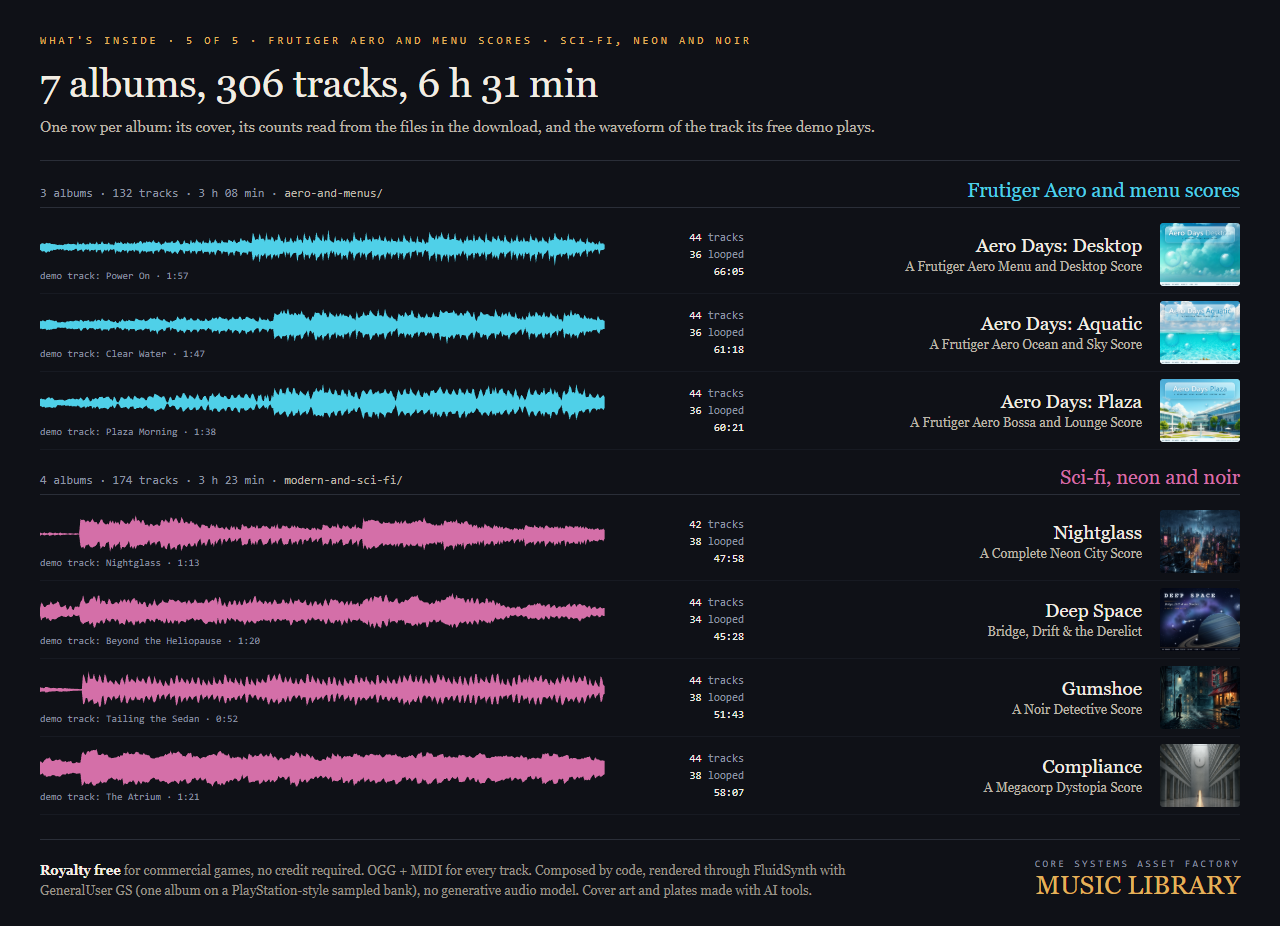 WHAT'S INSIDE · 5 OF 5 · FRUTIGER AERO AND MENU SCORES · SCI-FI, NEON AND NOIR
7 albums, 306 tracks, 6 h 31 min
One row per album: its cover, its counts read from the files in the download, and the waveform of the track its free demo plays.
3 albums · 132 tracks · 3 h 08 min · aero-and-menus/
Frutiger Aero and menu scores
demo track: Power On · 1:57
44 tracks
36 looped
66:05
Aero Days: Desktop
A Frutiger Aero Menu and Desktop Score
Aero Days Desktop
demo track: Clear Water · 1:47
44 tracks
36 looped
61:18
Aero Days: Aquatic
A Frutiger Aero Ocean and Sky Score
Aero Days Aquatic
demo track: Plaza Morning · 1:38
44 tracks
36 looped
60:21
Aero Days: Plaza
A Frutiger Aero Bossa and Lounge Score
Aero Days Plaza
4 albums · 174 tracks · 3 h 23 min · modern-and-sci-fi/
Sci-fi, neon and noir
demo track: Nightglass · 1:13
42 tracks
38 looped
47:58
Nightglass
A Complete Neon City Score
demo track: Beyond the Heliopause · 1:20
44 tracks
34 looped
45:28
Deep Space
Bridge, Drift & the Derelict
DEEP SPACE
demo track: Tailing the Sedan · 0:52
44 tracks
38 looped
51:43
Gumshoe
A Noir Detective Score
demo track: The Atrium · 1:21
44 tracks
38 looped
58:07
Compliance
A Megacorp Dystopia Score
Royalty free for commercial games, no credit required. OGG + MIDI for every track. Composed by code, rendered through FluidSynth with
GeneralUser GS (one album on a PlayStation-style sampled bank), no generative audio model. Cover art and plates made with AI tools.
CORE SYSTEMS ASSET FACTORY
MUSIC LIBRARY